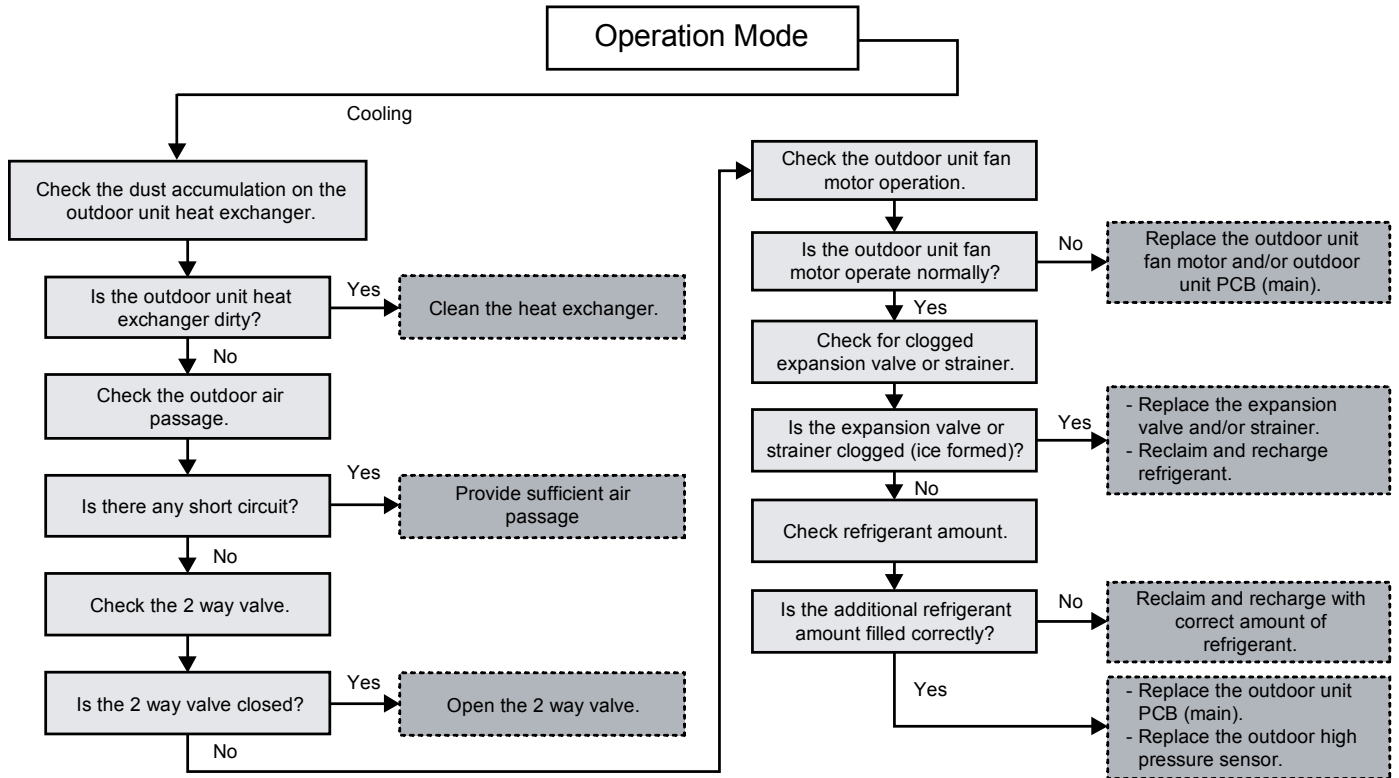 Operation Mode
Cooling
Check the dust accumulation on the
outdoor unit heat exchanger.
Is the outdoor unit heat
exchanger dirty?
Yes
Clean the heat exchanger.
No
Check the outdoor air
passage.
Is there any short circuit?
Yes
Provide sufficient air
passage
No
Check the 2 way valve.
Is the 2 way valve closed?
Yes
Open the 2 way valve.
No
Check the outdoor unit fan
motor operation.
Is the outdoor unit fan
motor operate normally?
No
Replace the outdoor unit
fan motor and/or outdoor
unit PCB (main).
Yes
Check for clogged
expansion valve or strainer.
Is the expansion valve or
strainer clogged (ice formed)?
Yes
- Replace the expansion
valve and/or strainer.
- Reclaim and recharge
refrigerant.
No
Check refrigerant amount.
Is the additional refrigerant
amount filled correctly?
No
Reclaim and recharge with
correct amount of
refrigerant.
Yes
- Replace the outdoor unit
PCB (main).
- Replace the outdoor high
pressure sensor.